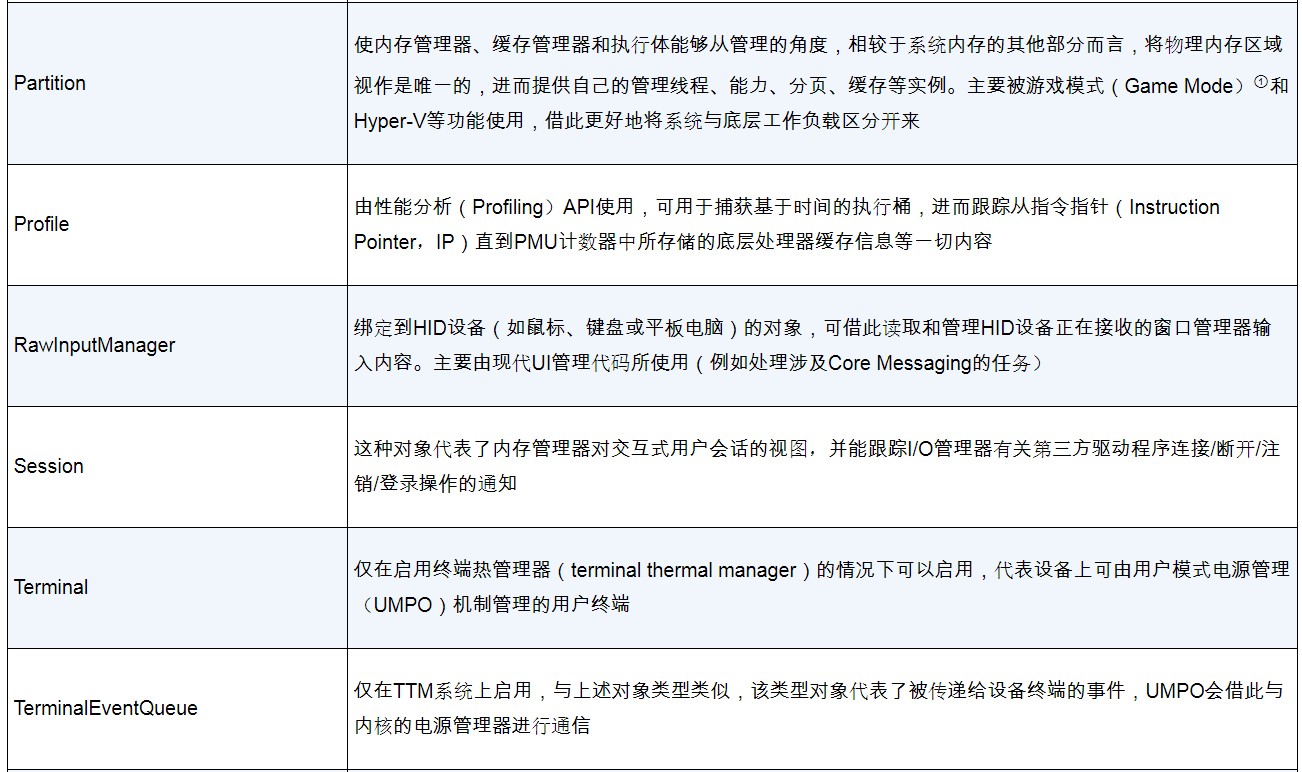 Partition
使内存管理器、缓存管理器和执行体能够从管理的角度，相较于系统内存的其他部分而言，将物理内存区域
视作是唯一的，进而提供自己的管理线程、能力、分页、缓存等实例。主要被游戏模式（Game Mode）①和
Hyper-V等功能使用，借此更好地将系统与底层工作负载区分开来
Profile
由性能分析（Profiling）API使用，可用于捕获基于时间的执行桶，进而跟踪从指令指针（Instruction
Pointer，IP）直到PMU计数器中所存储的底层处理器缓存信息等一切内容
RawInputManager
绑定到HID设备（如鼠标、键盘或平板电脑）的对象，可借此读取和管理HID设备正在接收的窗口管理器输
入内容。主要由现代UI管理代码所使用（例如处理涉及Core Messaging的任务）
Session
这种对象代表了内存管理器对交互式用户会话的视图，并能跟踪I/O管理器有关第三方驱动程序连接/断开/注
销/登录操作的通知
Terminal
仅在启用终端热管理器（terminal thermal manager）的情况下可以启用，代表设备上可由用户模式电源管理
（UMPO）机制管理的用户终端
TerminalEventQueue
仅在TTM系统上启用，与上述对象类型类似，该类型对象代表了被传递给设备终端的事件，UMPO会借此与
内核的电源管理器进行通信